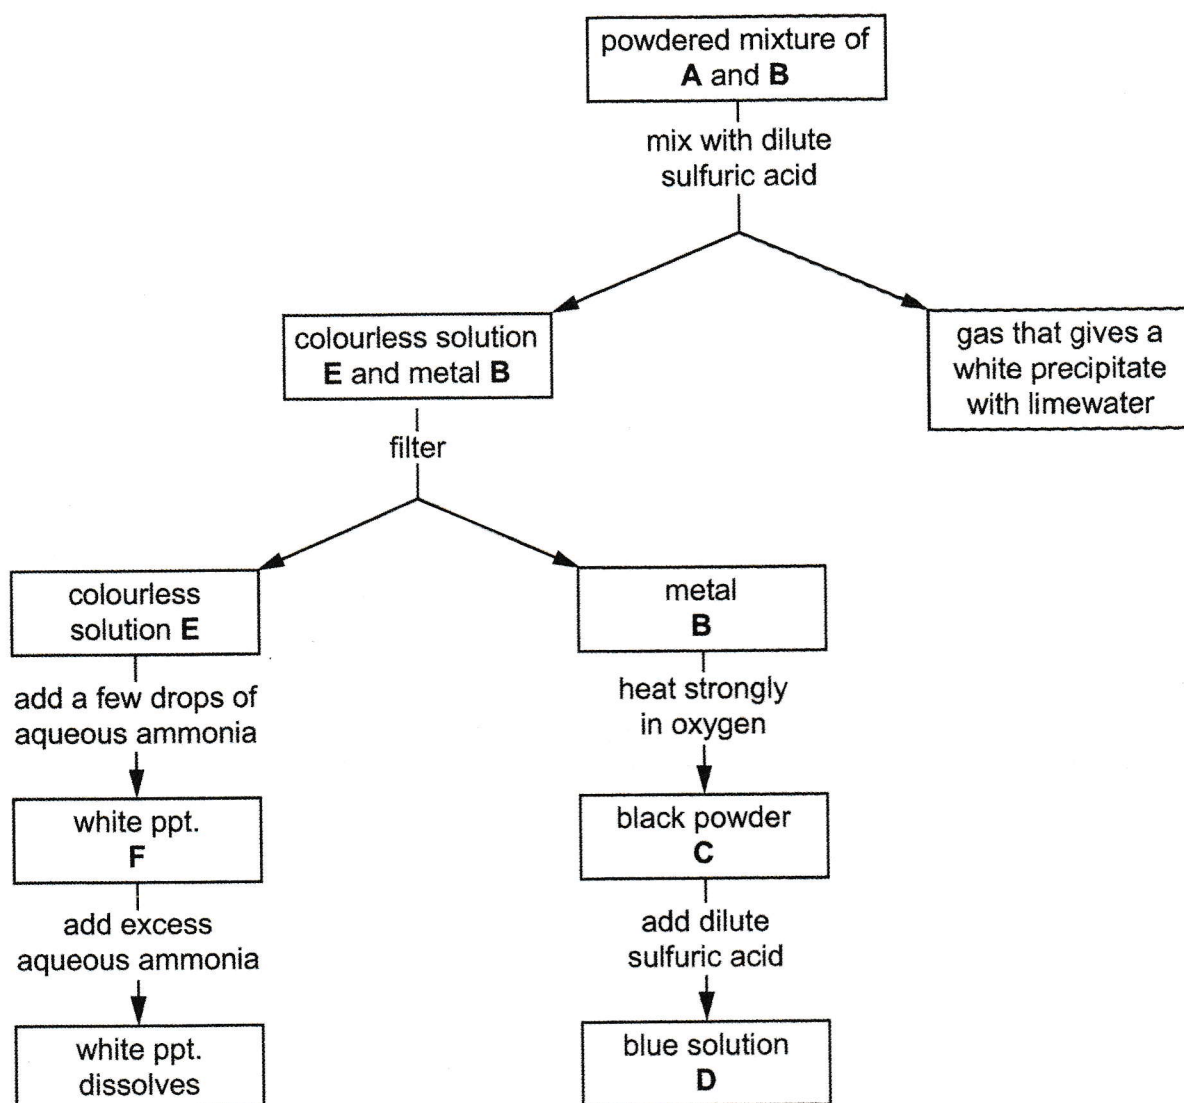 powdered mixture of
A and B
mix with dilute
sulfuric acid
colourless solution
E and metal B
gas that gives a
white precipitate
with limewater
filter
colourless
solution E
metal
B
add a few drops of
aqueous ammonia
heat strongly
in oxygen
white ppt.
F
black powder
C
add excess
aqueous ammonia
add dilute
sulfuric acid
white ppt.
dissolves
blue solution
D